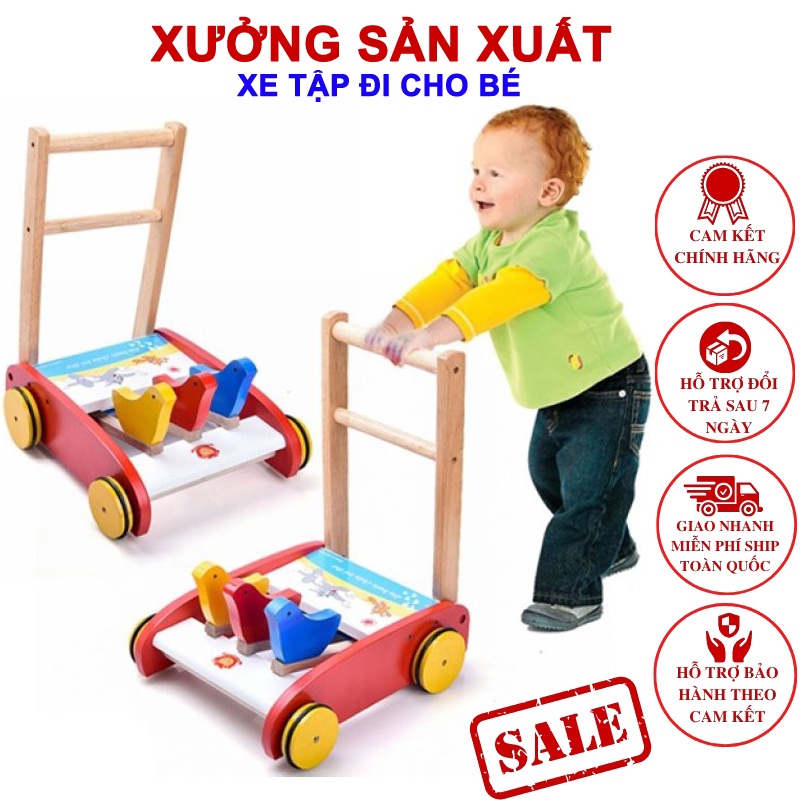 XƯỞNG SẢN XUẤT
XE TẬP ĐI CHO BÉ
CAM KẾT
CHÍNH HÃNG
HỖ TRỢ ĐỔI
TRẢ SAU 7
NGÀY
GIAO NHANH
MIỄN PHÍ SHIP
TOÀN QUỐC
HỖ TRỢ BẢO
HÀNH THEO
CAM KẾT
SALE